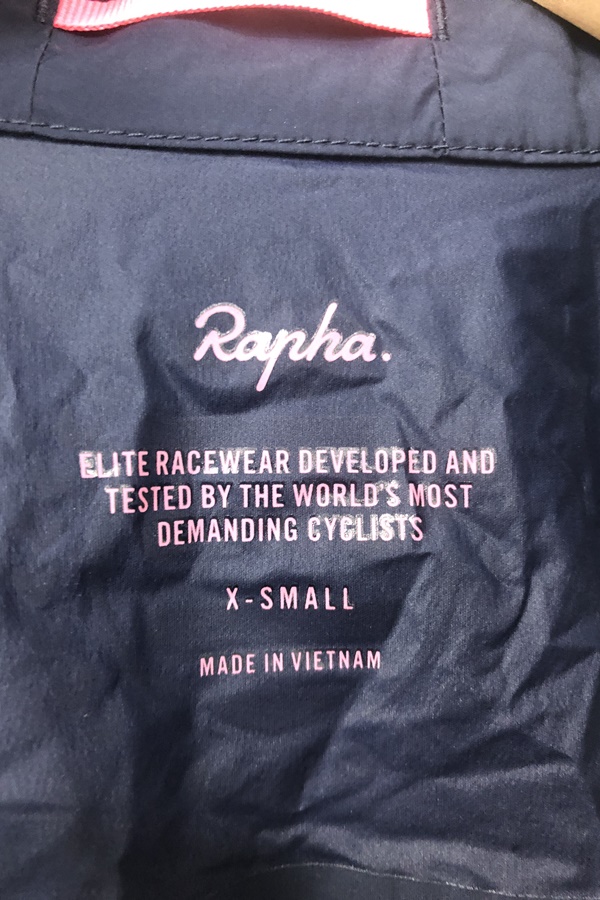 Rapha.
ELITE RACEWEAR DEVELOPED AND
TESTED BY THE WORLD'S MOST
DEMANDING CYCLISTS
X-SMALL
MADE IN VIETNAM